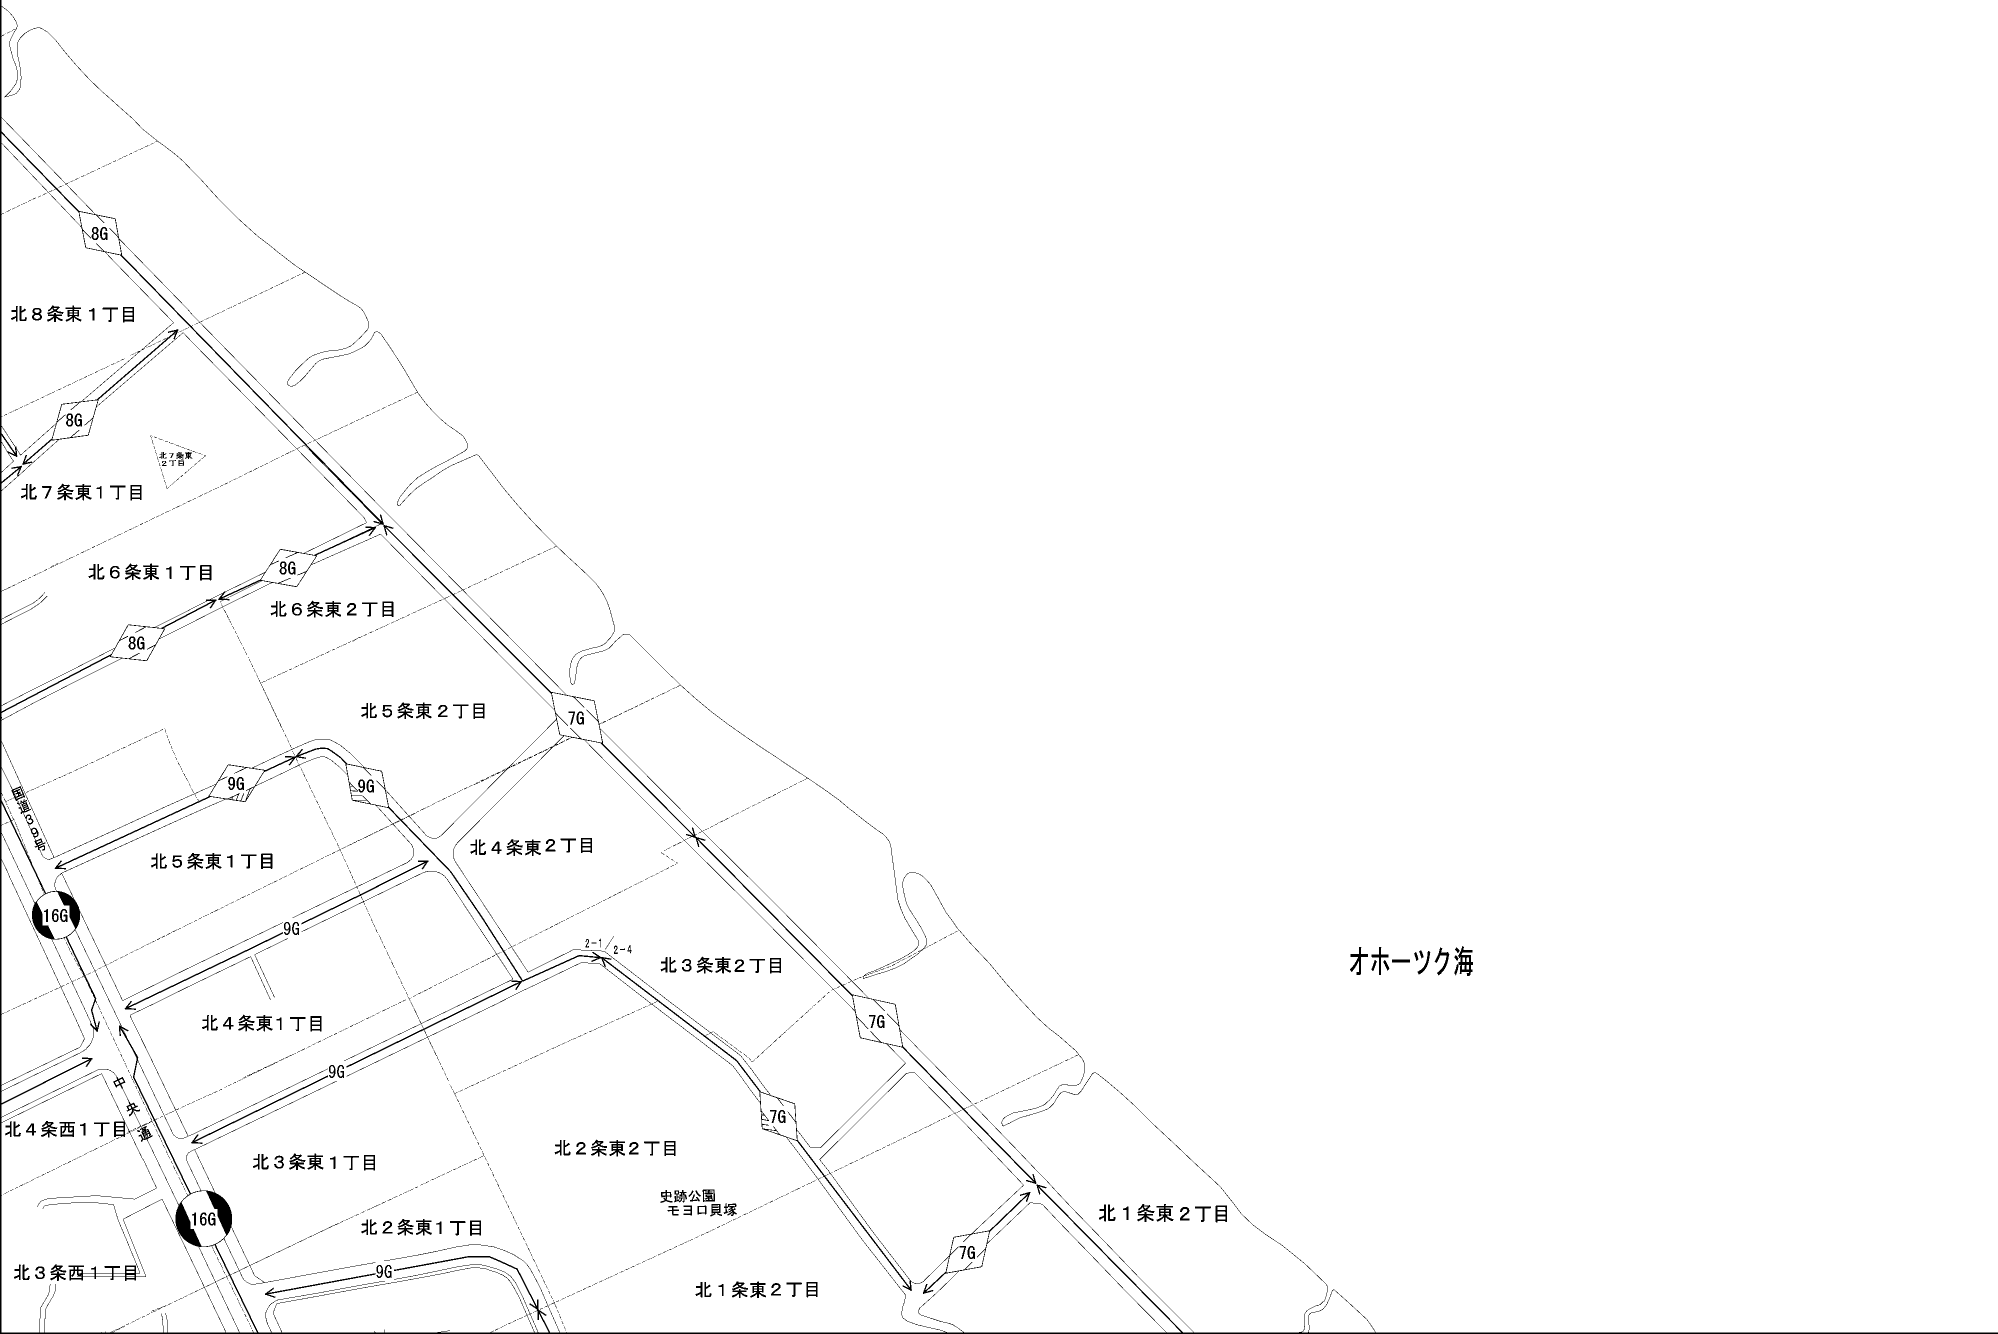 8G
北８条東１丁目
8G
北７条東
２丁目
北７条東１丁目
北６条東１丁目
8G
北６条東２丁目
8G
北５条東２丁目
7G
国道３９号
9G
9G
北５条東１丁目
北４条東２丁目
16G
9G
2-1
2-4
北３条東２丁目
オホーツク海
北４条東１丁目
7G
9G
中央通
7G
北４条西１丁目
北３条東１丁目
北２条東２丁目
史跡公園
モヨロ貝塚
16G
北２条東１丁目
北１条東２丁目
7G
北３条西１丁目
9G
北１条東２丁目